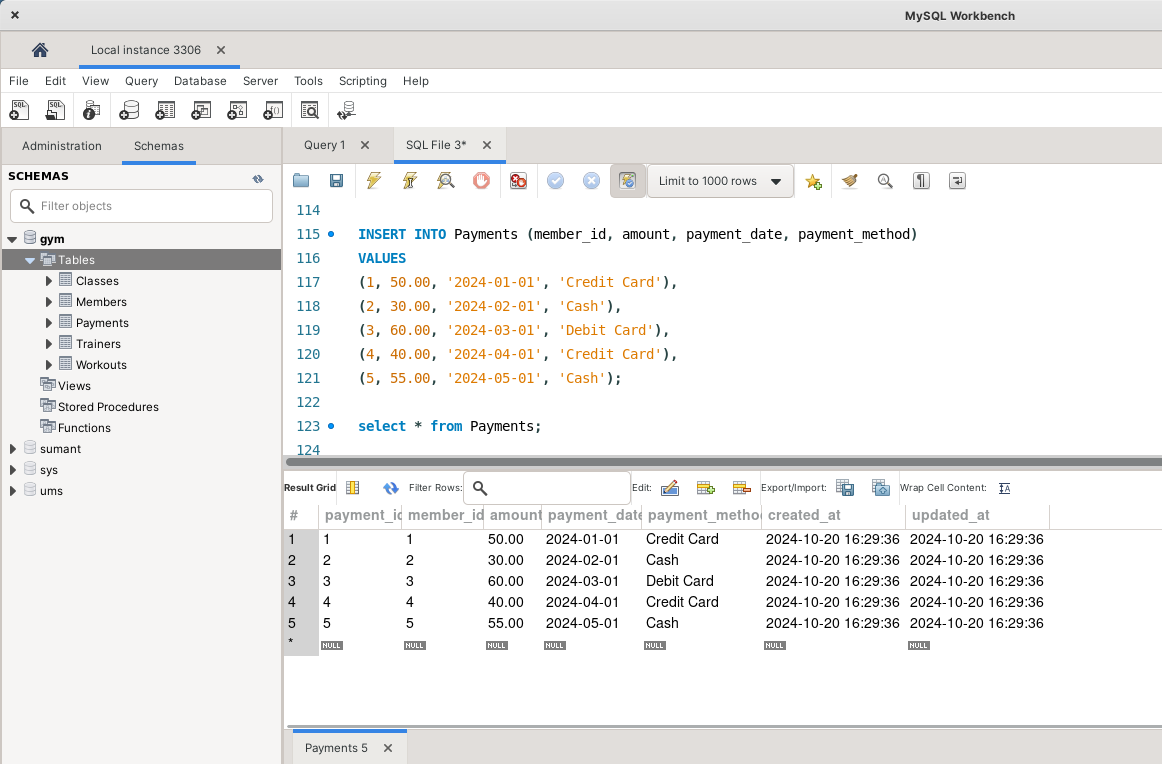 MySQL Workbench
Local instance 3306
File Edit View Query Database Server Tools Scripting Help
Administration Schemas
SCHEMAS
Filter objects
gym
Tables
Classes
Members
Payments
Trainers
Workouts
Views
Stored Procedures
Functions
sumant
sys
ums
Query 1 SQL File 3*
Limit to 1000 rows
114
115 INSERT INTO Payments (member_id, amount, payment_date, payment_method)
116 VALUES
117 (1, 50.00, '2024-01-01', 'Credit Card'),
118 (2, 30.00, '2024-02-01', 'Cash'),
119 (3, 60.00, '2024-03-01', 'Debit Card'),
120 (4, 40.00, '2024-04-01', 'Credit Card'),
121 (5, 55.00, '2024-05-01', 'Cash');
122
123 select * from Payments;
124
Result Grid Filter Rows: Edit: Export/Import: Wrap Cell Content:
# payment_id member_id amount payment_date payment_metho created_at updated_at
1 1 1 50.00 2024-01-01 Credit Card 2024-10-20 16:29:36 2024-10-20 16:29:36
2 2 2 30.00 2024-02-01 Cash 2024-10-20 16:29:36 2024-10-20 16:29:36
3 3 3 60.00 2024-03-01 Debit Card 2024-10-20 16:29:36 2024-10-20 16:29:36
4 4 4 40.00 2024-04-01 Credit Card 2024-10-20 16:29:36 2024-10-20 16:29:36
5 5 5 55.00 2024-05-01 Cash 2024-10-20 16:29:36 2024-10-20 16:29:36
* NULL NULL NULL NULL NULL NULL NULL
Payments 5